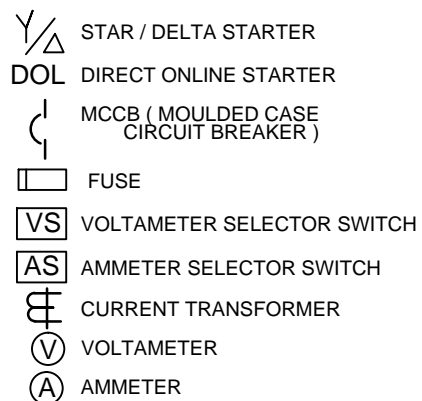 Y/△ STAR / DELTA STARTER
DOL DIRECT ONLINE STARTER
MCCB ( MOULDED CASE
CIRCUIT BREAKER )
FUSE
VS VOLTAMETER SELECTOR SWITCH
AS AMMETER SELECTOR SWITCH
CURRENT TRANSFORMER
V VOLTAMETER
A AMMETER